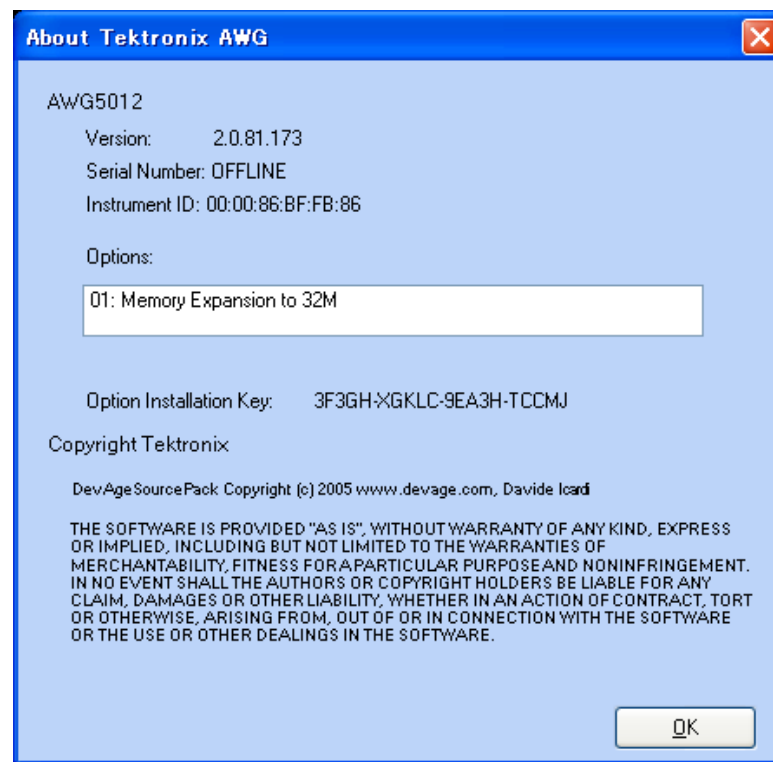 About Tektronix AWG
AWG5012
Version: 2.0.81.173
Serial Number: OFFLINE
Instrument ID: 00:00:86:BF:FB:86
Options:
01: Memory Expansion to 32M
Option Installation Key: 3F3GH-XGKLC-9EA3H-TCCMJ
Copyright Tektronix
DevAgeSourcePack Copyright (c) 2005 www.devage.com, Davide Icardi
THE SOFTWARE IS PROVIDED "AS IS", WITHOUT WARRANTY OF ANY KIND, EXPRESS
OR IMPLIED, INCLUDING BUT NOT LIMITED TO THE WARRANTIES OF
MERCHANTABILITY, FITNESS FOR A PARTICULAR PURPOSE AND NONINFRINGEMENT.
IN NO EVENT SHALL THE AUTHORS OR COPYRIGHT HOLDERS BE LIABLE FOR ANY
CLAIM, DAMAGES OR OTHER LIABILITY, WHETHER IN AN ACTION OF CONTRACT, TORT
OR OTHERWISE, ARISING FROM, OUT OF OR IN CONNECTION WITH THE SOFTWARE
OR THE USE OR OTHER DEALINGS IN THE SOFTWARE.
OK